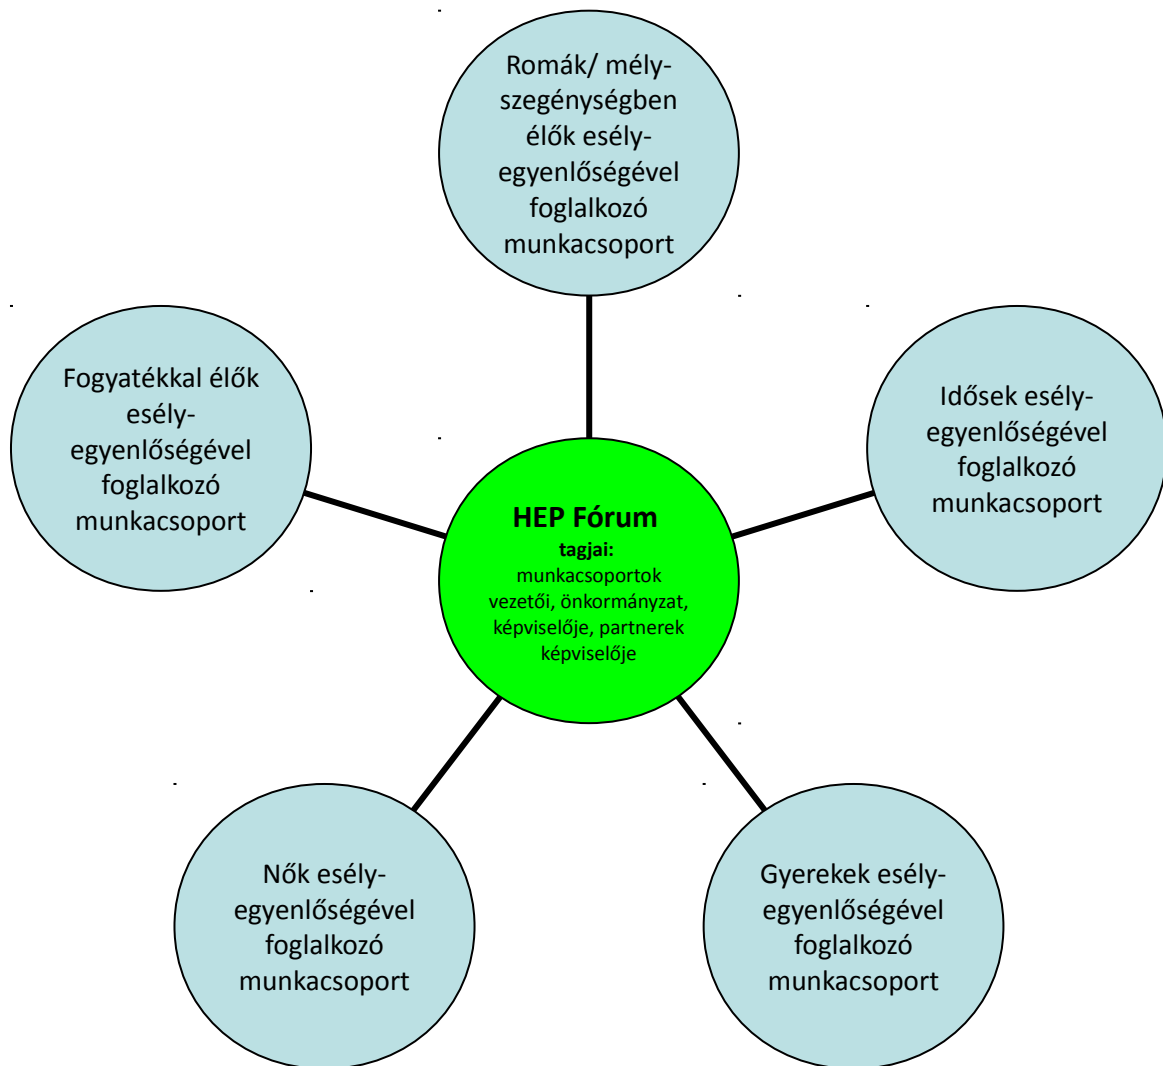 Romák/ mély-
szegénységben
élők esély-
egyenlőségével
foglalkozó
munkacsoport
Fogyatékkal élők
esély-
egyenlőségével
foglalkozó
munkacsoport
Idősek esély-
egyenlőségével
foglalkozó
munkacsoport
HEP Fórum
tagjai:
munkacsoportok
vezetői, önkormányzat,
képviselője, partnerek
képviselője
Nők esély-
egyenlőségével
foglalkozó
munkacsoport
Gyerekek esély-
egyenlőségével
foglalkozó
munkacsoport